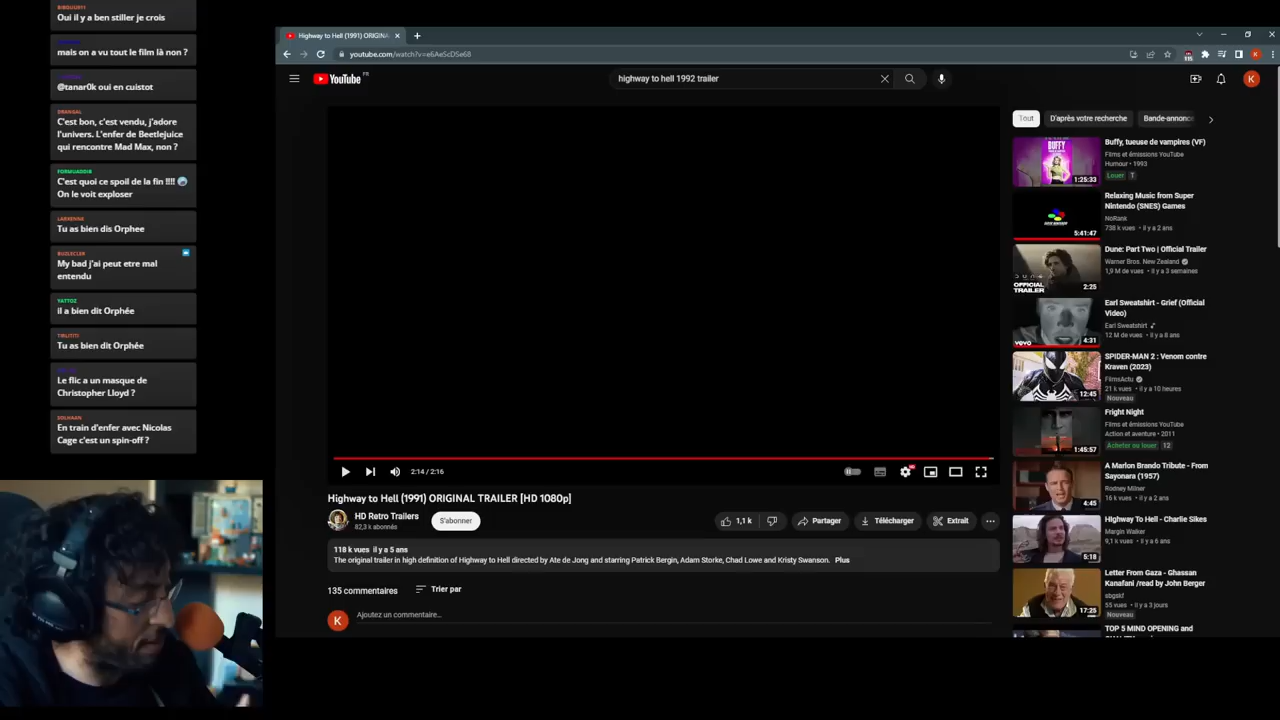 Oui il y a ben stiller je crois
mais on a vu tout le film là non ?
@tanar0k oui en cuistot
C'est bon, c'est vendu, j'adore
l'univers. L'enfer de Beetlejuice
qui rencontre Mad Max, non ?
C'est quoi ce spoil de la fin !!!!
On le voit exploser
Tu as bien dis Orphee
My bad j'ai peut etre mal
entendu
YATTOZ
il a bien dit Orphée
Tu as bien dit Orphée
Le flic a un masque de
Christopher Lloyd ?
En train d'enfer avec Nicolas
Cage c'est un spin-off ?
Highway to Hell (1991) ORIGINA
youtube.com/watch?v=e6Ae5cDSe68
YouTube FR
highway to hell 1992 trailer
K
2:14 / 2:16
Highway to Hell (1991) ORIGINAL TRAILER [HD 1080p]
HD Retro Trailers
82,3 k abonnés
S'abonner
1,1 k
Partager
Télécharger
Extrait
118 k vues il y a 5 ans
The original trailer in high definition of Highway to Hell directed by Ate de Jong and starring Patrick Bergin, Adam Storke, Chad Lowe and Kristy Swanson. Plus
135 commentaires
Trier par
K
Ajoutez un commentaire...
Tout
D'après votre recherche
Bande-annonc
BUFFY
1:25:33
Buffy, tueuse de vampires (VF)
Films et émissions YouTube
Humour • 1993
Louer
T
5:41:47
Relaxing Music from Super
Nintendo (SNES) Games
NoRank
738 k vues • il y a 2 ans
DUNE
OFFICIAL
TRAILER
2:25
Dune: Part Two | Official Trailer
Warner Bros. New Zealand
1,9 M de vues • il y a 3 semaines
vevo
4:31
Earl Sweatshirt - Grief (Official
Video)
Earl Sweatshirt
12 M de vues • il y a 8 ans
12:45
SPIDER-MAN 2 : Venom contre
Kraven (2023)
FilmsActu
21 k vues • il y a 10 heures
Nouveau
1:45:57
Fright Night
Films et émissions YouTube
Action et aventure • 2011
Acheter ou louer
12
4:45
A Marlon Brando Tribute - From
Sayonara (1957)
Rodney Milner
16 k vues • il y a 2 ans
5:18
Highway To Hell - Charlie Sikes
Margin Walker
9,1 k vues • il y a 6 ans
17:25
Letter From Gaza - Ghassan
Kanafani /read by John Berger
sbgskf
55 vues • il y a 3 jours
Nouveau
TOP 5 MIND OPENING and